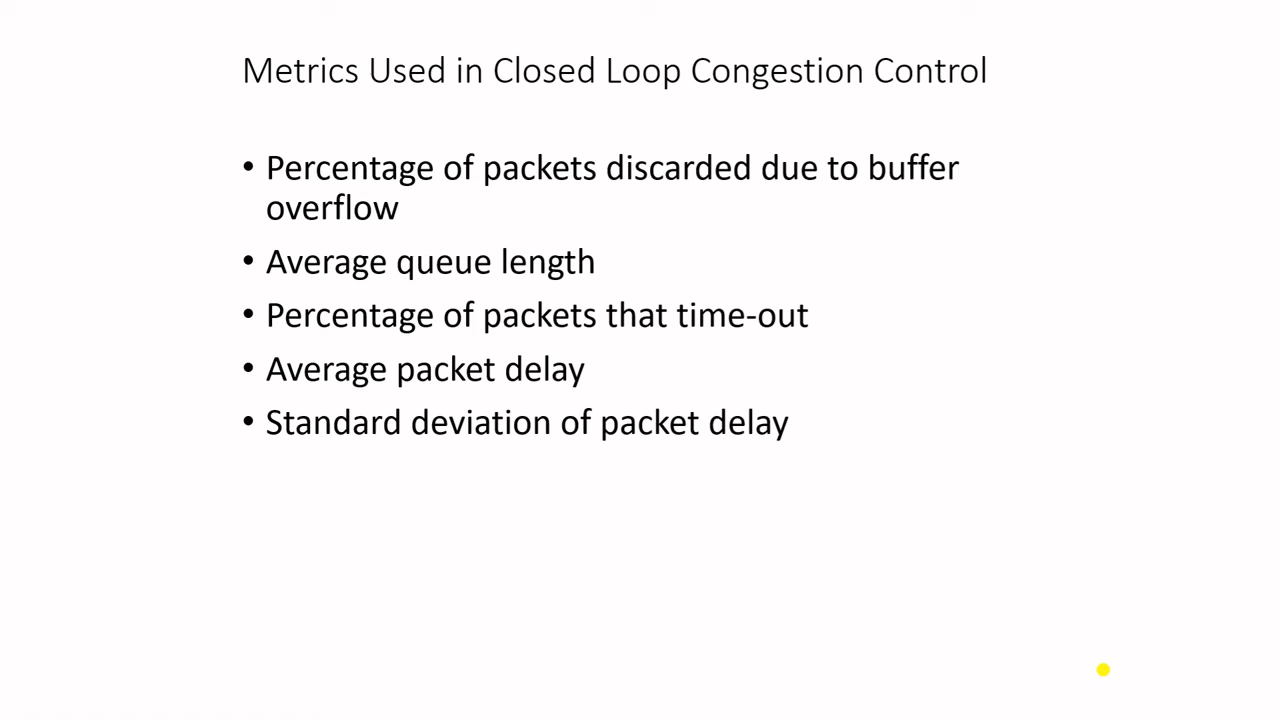 Metrics Used in Closed Loop Congestion Control
• Percentage of packets discarded due to buffer
overflow
• Average queue length
• Percentage of packets that time-out
• Average packet delay
• Standard deviation of packet delay